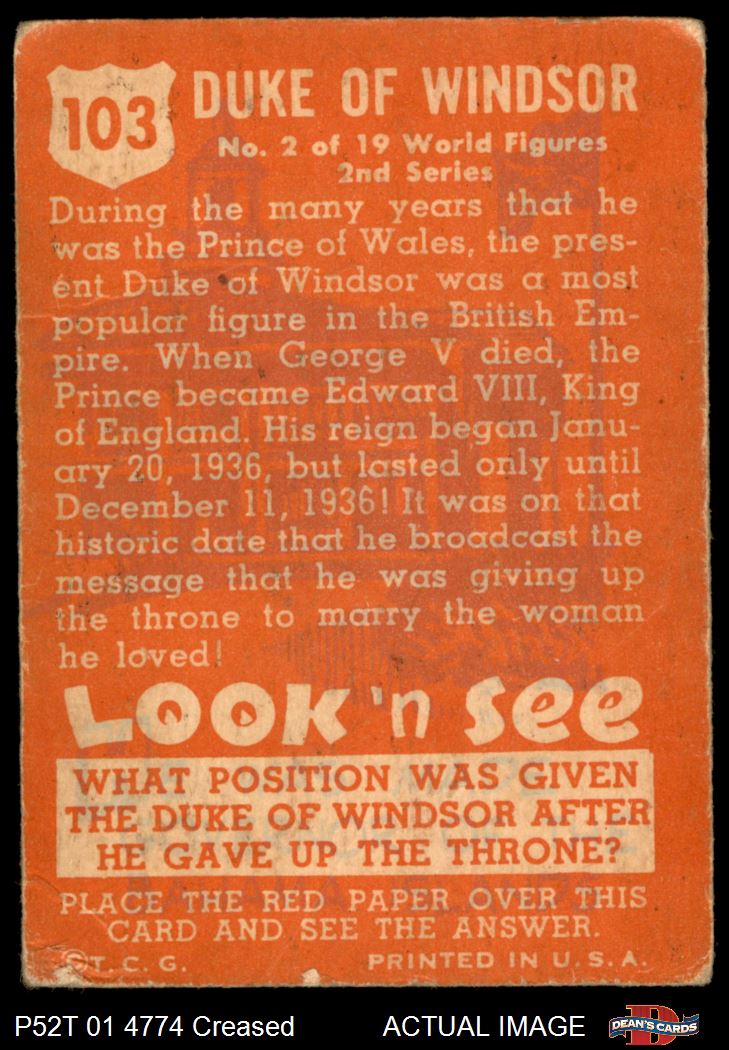 103
DUKE OF WINDSOR
No. 2 of 19 World Figures
2nd Series
During the many years that he
was the Prince of Wales, the pres-
ent Duke of Windsor was a most
popular figure in the British Em-
pire. When George V died, the
Prince became Edward VIII, King
of England. His reign began Janu-
ary 20, 1936, but lasted only until
December 11, 1936! It was on that
historic date that he broadcast the
message that he was giving up
the throne to marry the woman
he loved!
LOOK 'n SEE
WHAT POSITION WAS GIVEN
THE DUKE OF WINDSOR AFTER
HE GAVE UP THE THRONE?
PLACE THE RED PAPER OVER THIS
CARD AND SEE THE ANSWER.
©T. C. G. PRINTED IN U. S. A.
P52T 01 4774 Creased ACTUAL IMAGE
D
DEAN'S CARDS